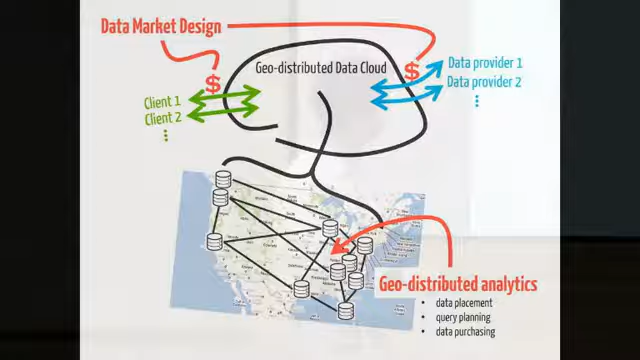 Data Market Design
$
$
Geo-distributed Data Cloud
Data provider 1
Data provider 2
Client 1
Client 2
Geo-distributed analytics
• data placement
• query planning
• data purchasing